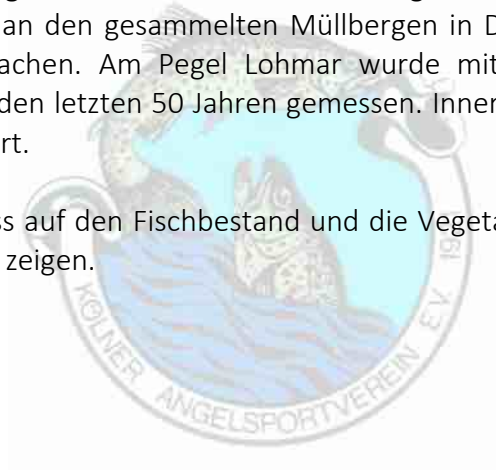 an den gesammelten Müllbergen in D
achen. Am Pegel Lohmar wurde mit
den letzten 50 Jahren gemessen. Inner
rt.
ss auf den Fischbestand und die Vegeta
zeigen.
KÖLNER ANGELSPORTVEREIN E.V. 19